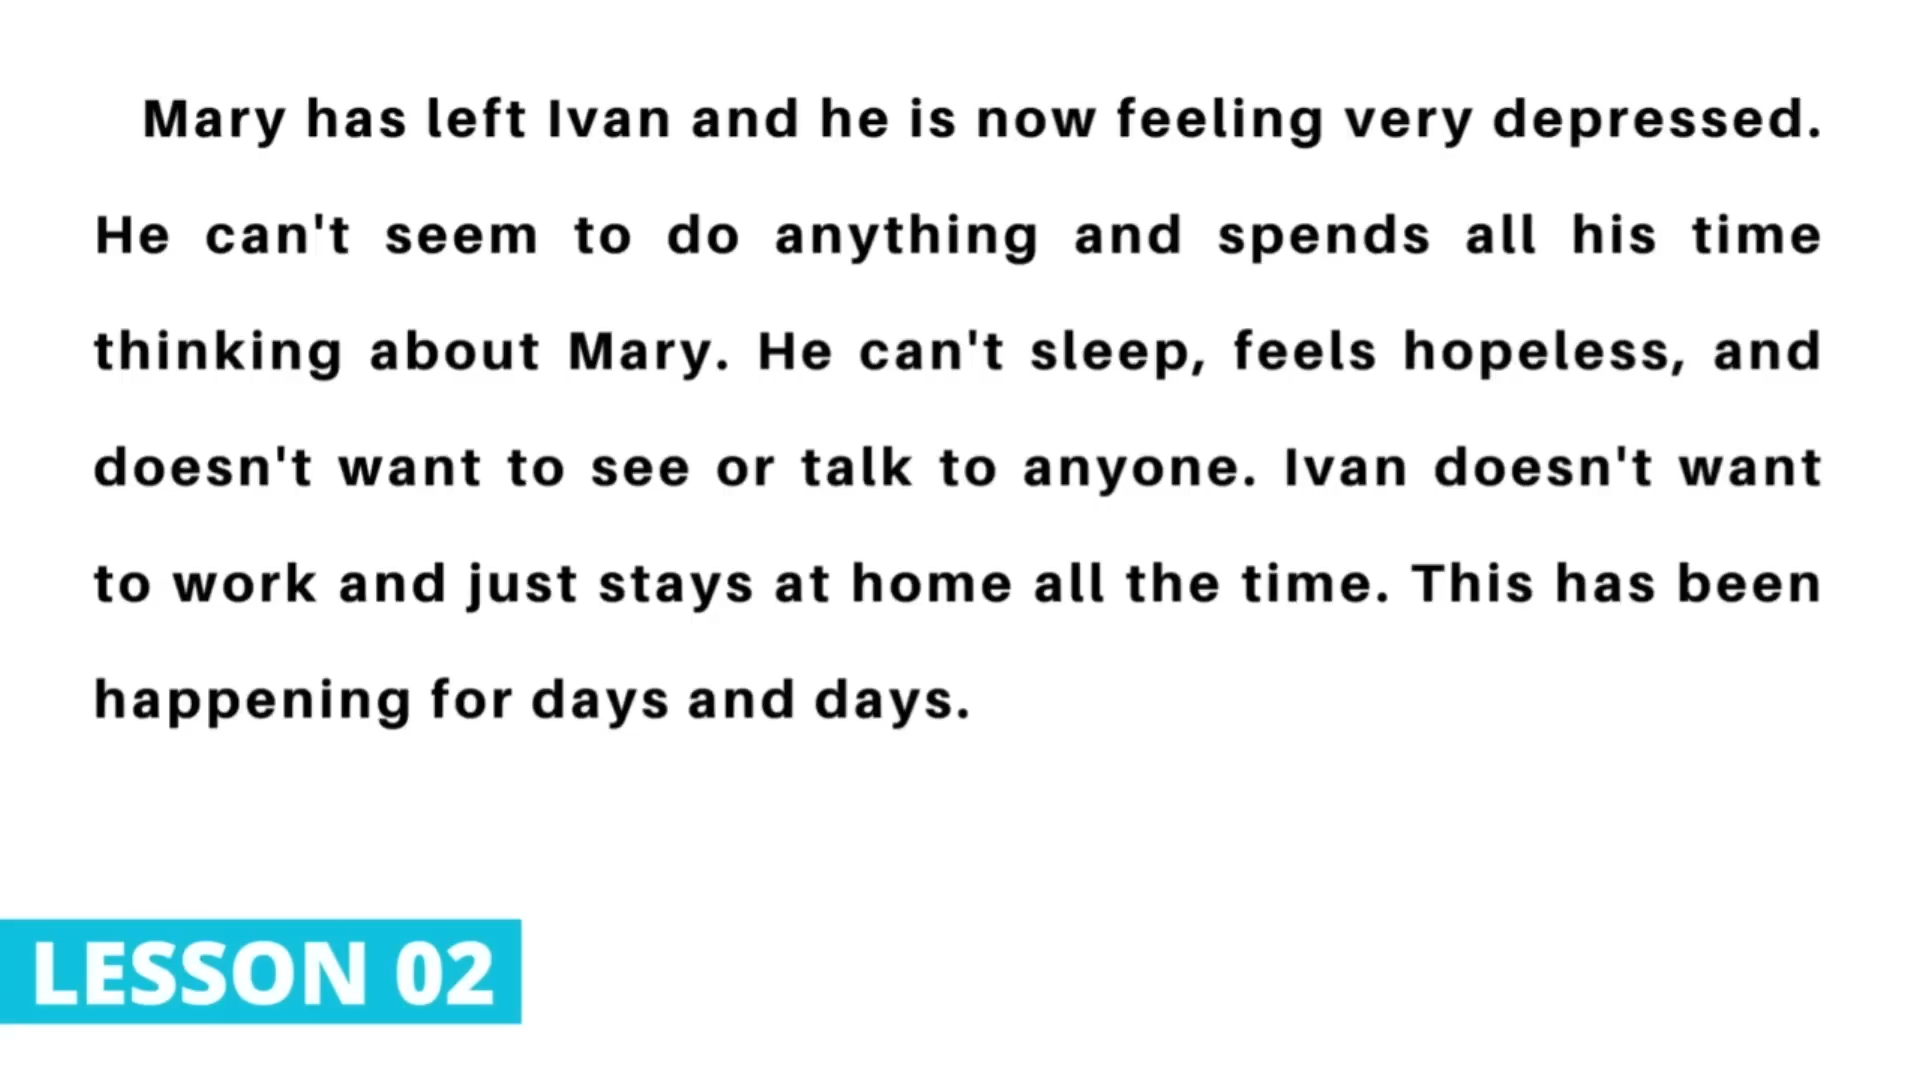 Mary has left Ivan and he is now feeling very depressed.
He can't seem to do anything and spends all his time
thinking about Mary. He can't sleep, feels hopeless, and
doesn't want to see or talk to anyone. Ivan doesn't want
to work and just stays at home all the time. This has been
happening for days and days.
LESSON 02